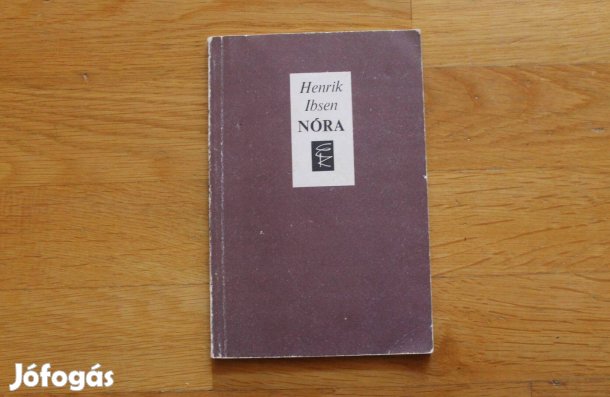 Henrik
Ibsen
NÓRA
Jófogás